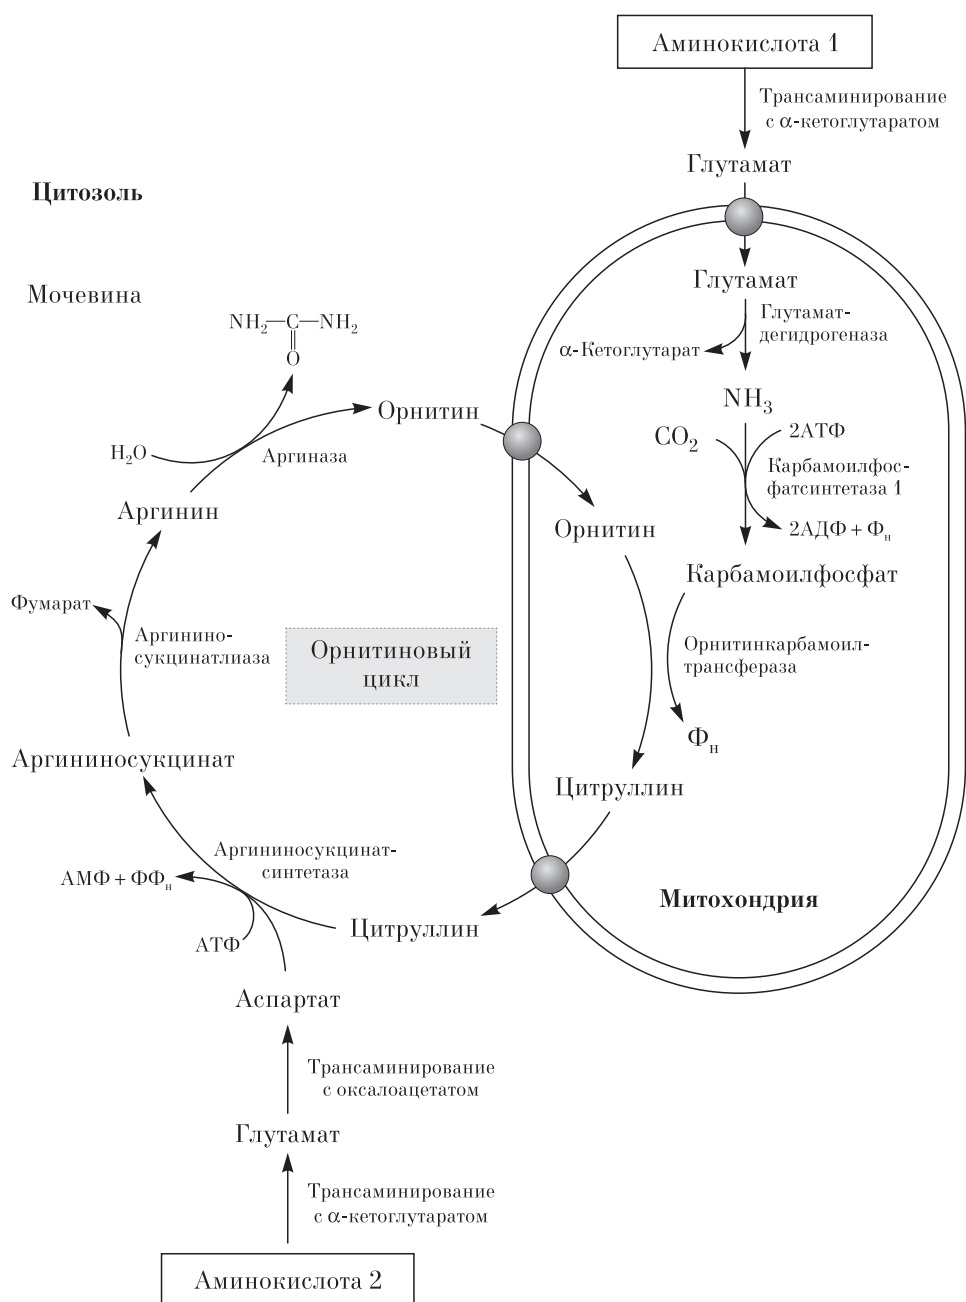 Аминокислота 1
Трансаминирование
с α-кетоглутаратом
Глутамат
Цитозоль
Глутамат
Мочевина
Глутамат-
дегидрогеназа
NH₂—C—NH₂
O
α-Кетоглутарат
NH₃
Орнитин
CO₂
2АТФ
H₂O
Аргиназа
Карбамоилфос-
фатсинтетаза 1
Аргинин
Орнитин
2АДФ + Фн
Карбамоилфосфат
Фумарат
Аргинино-
сукцинатлиаза
Орнитиновый
цикл
Орнитинкарбамоил-
трансфераза
Фн
Аргининосукцинат
Цитруллин
Аргининосукцинат-
синтетаза
АМФ + ФФн
Митохондрия
АТФ
Цитруллин
Аспартат
Трансаминирование
с оксалоацетатом
Глутамат
Трансаминирование
с α-кетоглутаратом
Аминокислота 2